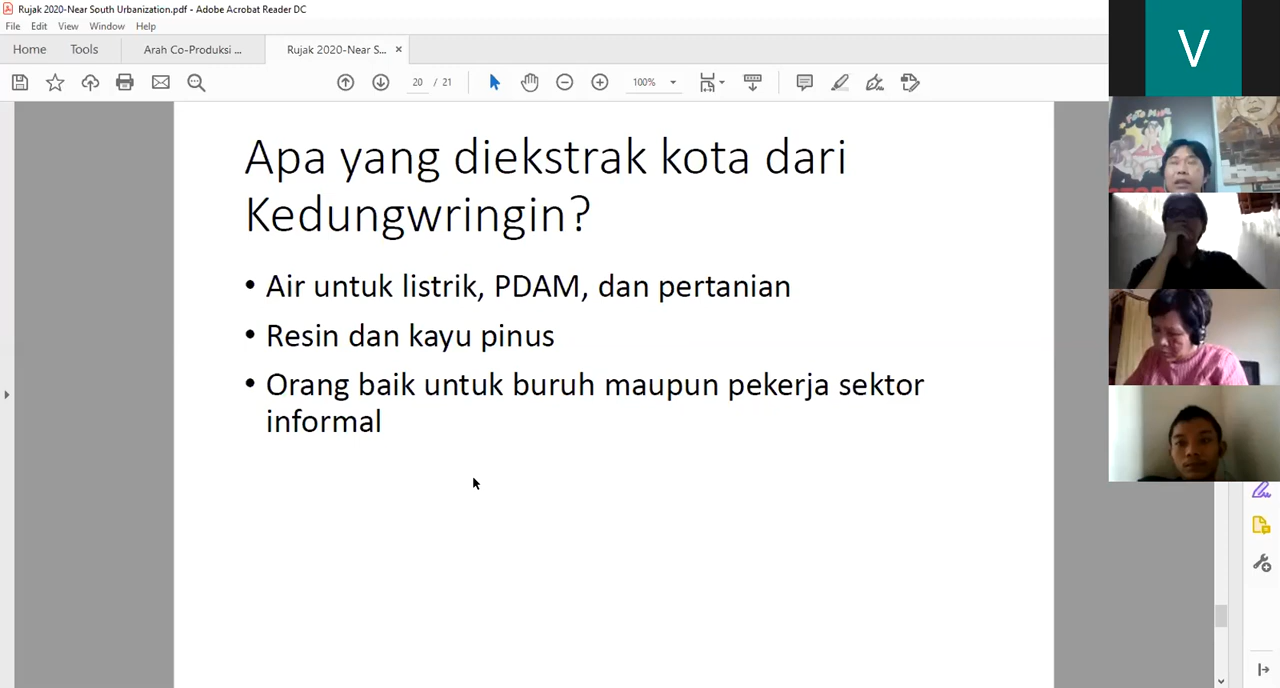 Rujak 2020-Near South Urbanization.pdf - Adobe Acrobat Reader DC
File Edit View Window Help
Home Tools Arah Co-Produksi ... Rujak 2020-Near S... ×
20 / 21 100%
V
Apa yang diekstrak kota dari
Kedungwringin?
• Air untuk listrik, PDAM, dan pertanian
• Resin dan kayu pinus
• Orang baik untuk buruh maupun pekerja sektor
informal